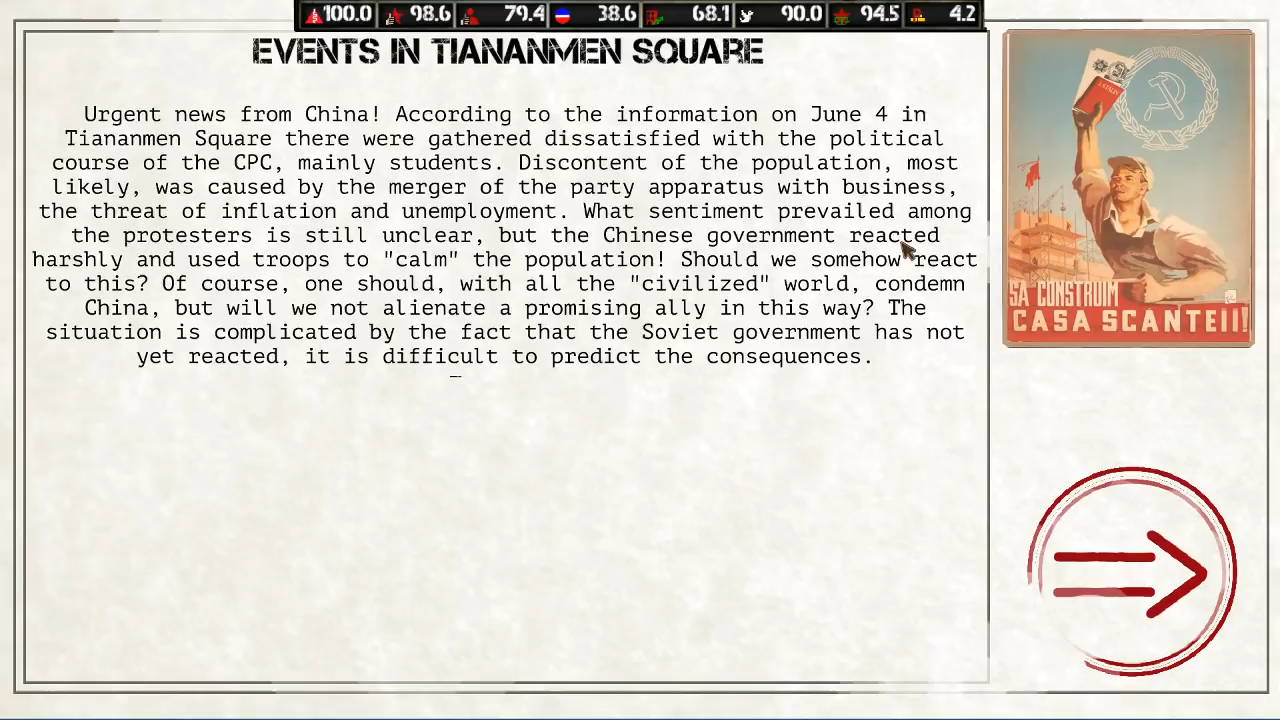 100.0 98.6 79.4 38.6 68.1 90.0 94.5 4.2
EVENTS IN TIANANMEN SQUARE
Urgent news from China! According to the information on June 4 in
Tiananmen Square there were gathered dissatisfied with the political
course of the CPC, mainly students. Discontent of the population, most
likely, was caused by the merger of the party apparatus with business,
the threat of inflation and unemployment. What sentiment prevailed among
the protesters is still unclear, but the Chinese government reacted
harshly and used troops to "calm" the population! Should we somehow react
to this? Of course, one should, with all the "civilized" world, condemn
China, but will we not alienate a promising ally in this way? The
situation is complicated by the fact that the Soviet government has not
yet reacted, it is difficult to predict the consequences.
SA CONSTRUIM
CASA SCANTEII!